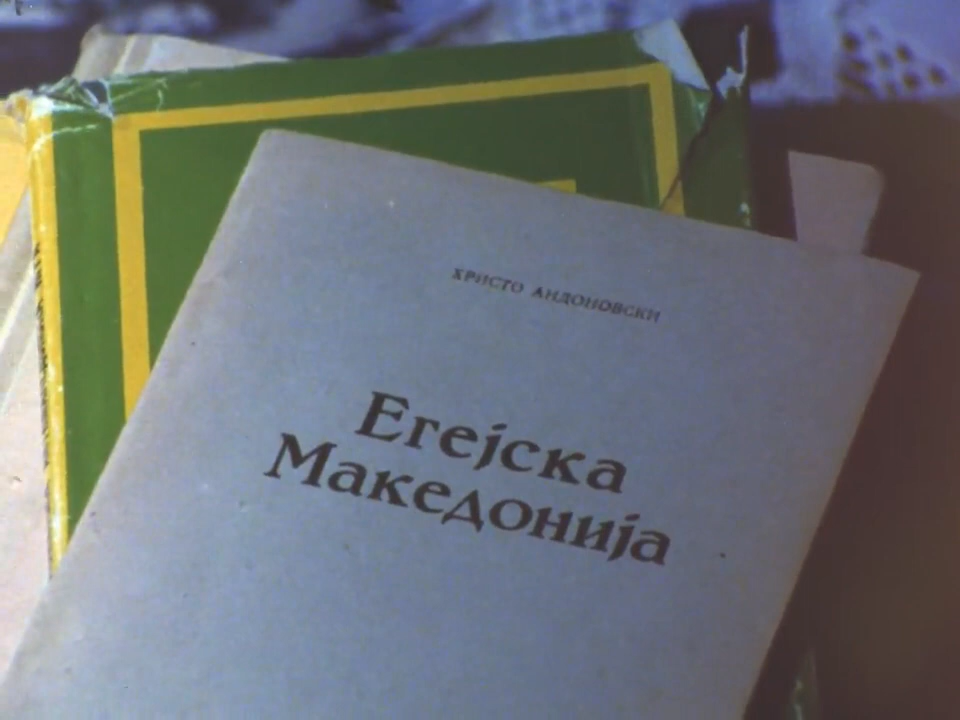 ХРИСТО АНДОНОВСКИ
Егејска
Македонија